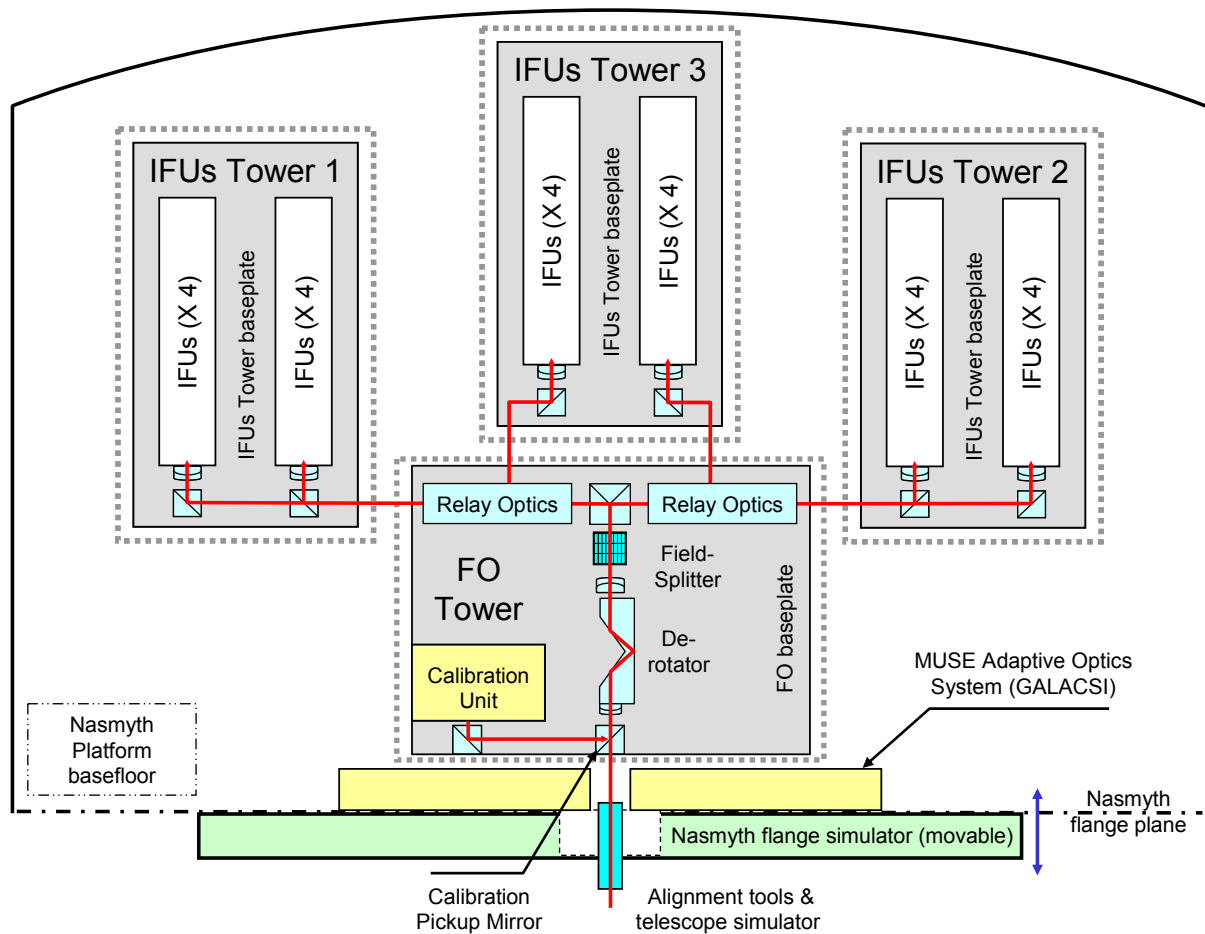 IFUs Tower 3
IFUs (X 4)
IFUs Tower baseplate
IFUs (X 4)
IFUs Tower 1
IFUs (X 4)
IFUs Tower baseplate
IFUs (X 4)
IFUs Tower 2
IFUs (X 4)
IFUs Tower baseplate
IFUs (X 4)
Relay Optics
Relay Optics
Field-
Splitter
FO
Tower
De-
rotator
FO baseplate
Calibration
Unit
MUSE Adaptive Optics
System (GALACSI)
Nasmyth
Platform
basefloor
Nasmyth
flange plane
Nasmyth flange simulator (movable)
Calibration
Pickup Mirror
Alignment tools &
telescope simulator